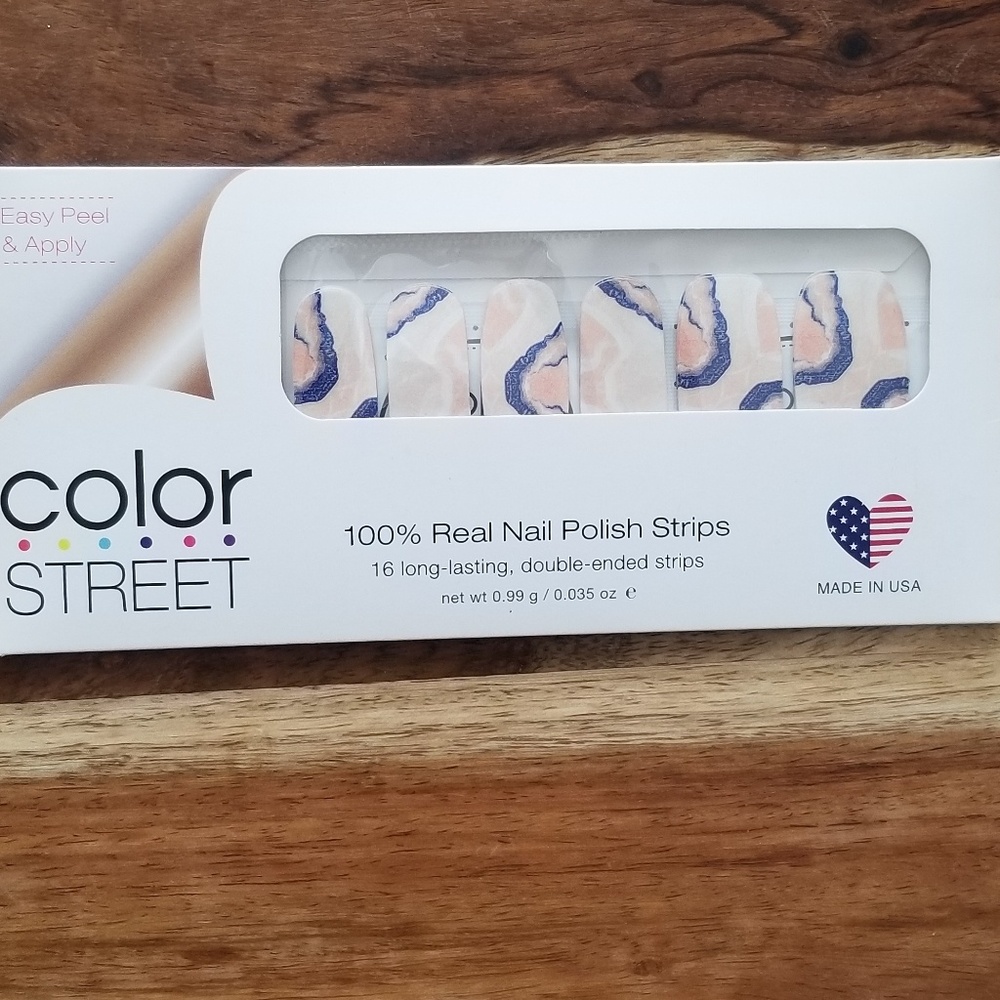 Easy Peel
& Apply
color
STREET
100% Real Nail Polish Strips
16 long-lasting, double-ended strips
net wt 0.99 g / 0.035 oz ℮
MADE IN USA